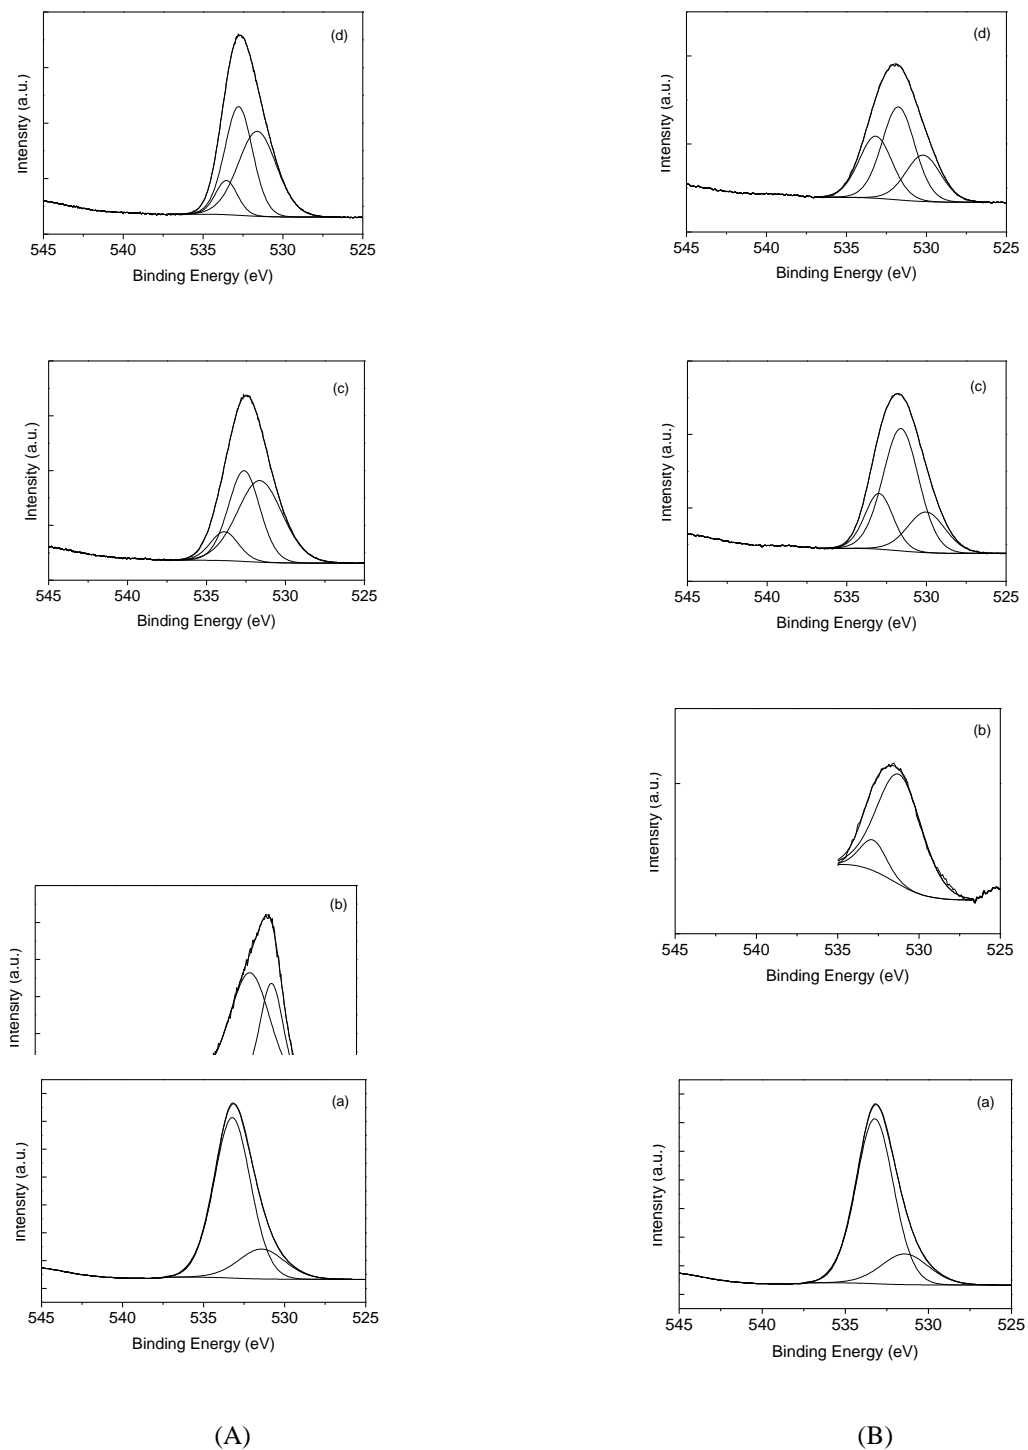 (d)
Intensity (a.u.)
545 540 535 530 525
Binding Energy (eV)
(d)
Intensity (a.u.)
545 540 535 530 525
Binding Energy (eV)
(c)
Intensity (a.u.)
545 540 535 530 525
Binding Energy (eV)
(c)
Intensity (a.u.)
545 540 535 530 525
Binding Energy (eV)
(b)
Intensity (a.u.)
545 540 535 530 525
Binding Energy (eV)
(b)
Intensity (a.u.)
(a)
Intensity (a.u.)
545 540 535 530 525
Binding Energy (eV)
(a)
Intensity (a.u.)
545 540 535 530 525
Binding Energy (eV)
(A)
(B)